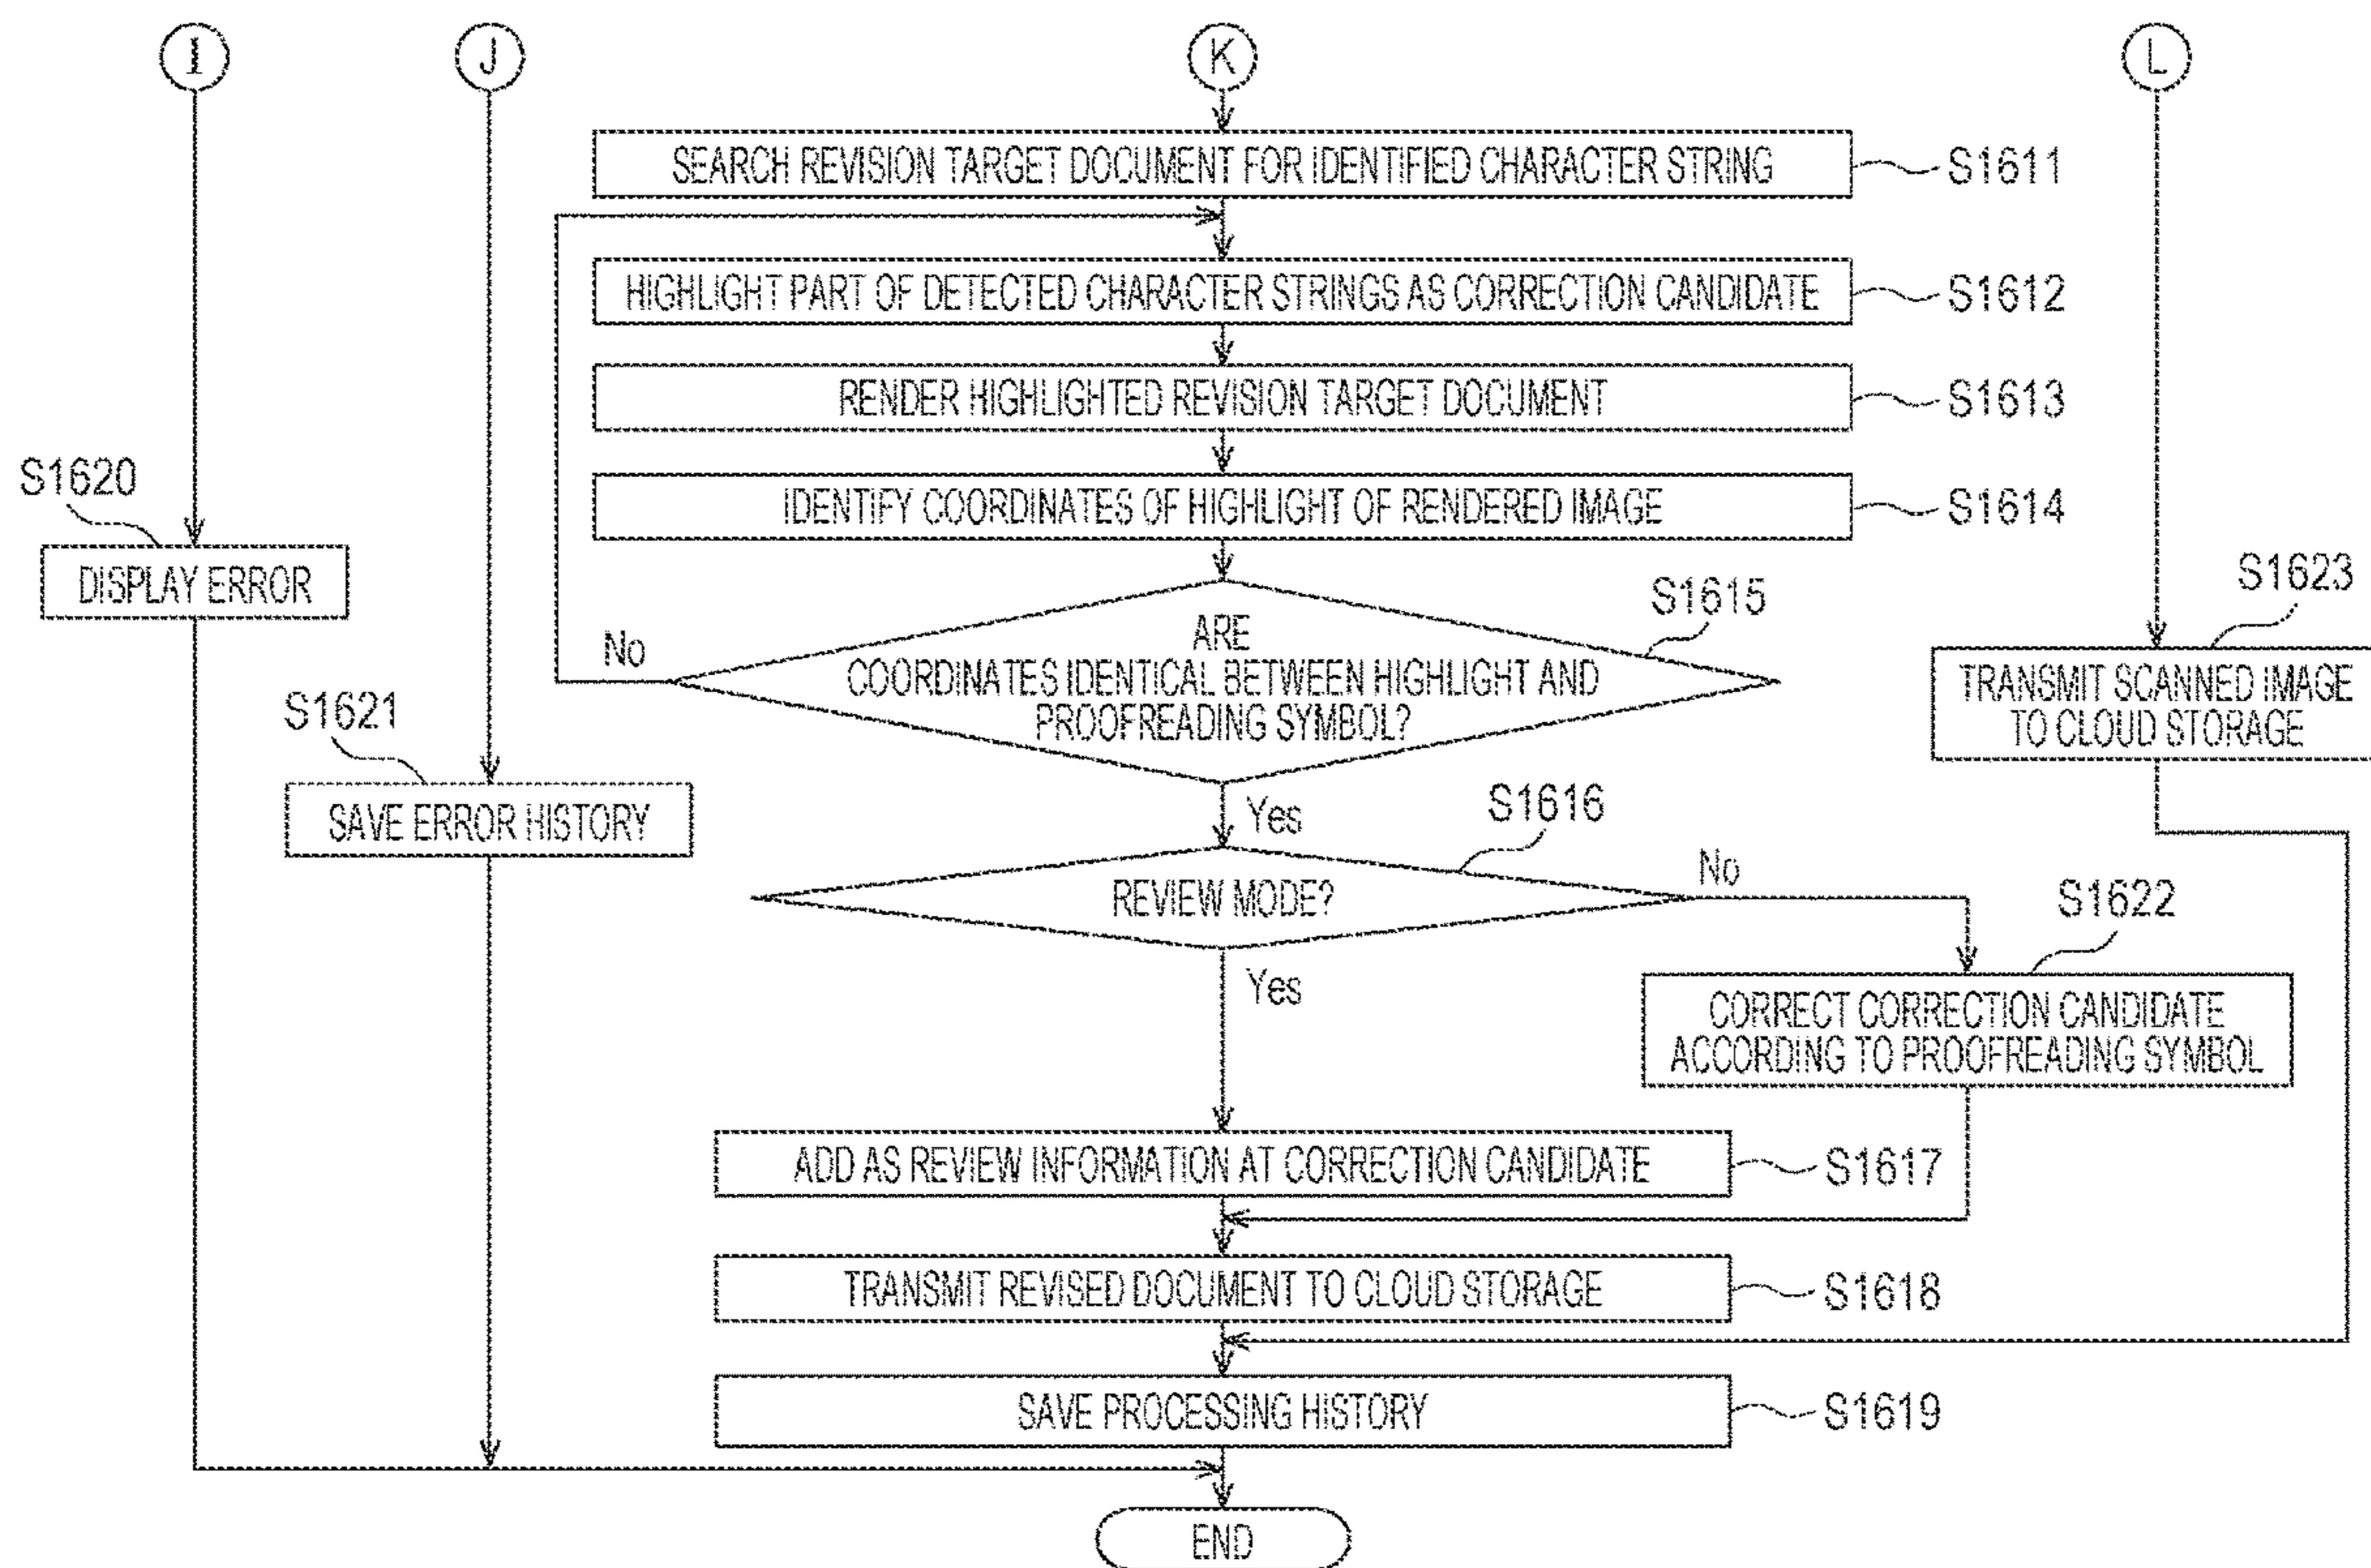 I
J
K
L
SEARCH REVISION TARGET DOCUMENT FOR IDENTIFIED CHARACTER STRING
S1611
HIGHLIGHT PART OF DETECTED CHARACTER STRINGS AS CORRECTION CANDIDATE
S1612
RENDER HIGHLIGHTED REVISION TARGET DOCUMENT
S1613
IDENTIFY COORDINATES OF HIGHLIGHT OF RENDERED IMAGE
S1614
S1620
DISPLAY ERROR
S1615
ARE
COORDINATES IDENTICAL BETWEEN HIGHLIGHT AND
PROOFREADING SYMBOL?
No
Yes
S1623
TRANSMIT SCANNED IMAGE
TO CLOUD STORAGE
S1621
SAVE ERROR HISTORY
S1616
REVIEW MODE?
No
Yes
S1622
CORRECT CORRECTION CANDIDATE
ACCORDING TO PROOFREADING SYMBOL
ADD AS REVIEW INFORMATION AT CORRECTION CANDIDATE
S1617
TRANSMIT REVISED DOCUMENT TO CLOUD STORAGE
S1618
SAVE PROCESSING HISTORY
S1619
END